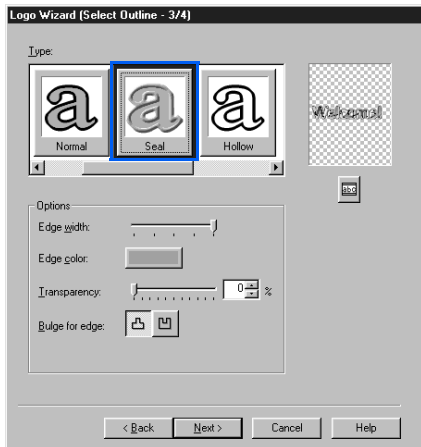 Logo Wizard (Select Outline - 3/4)
Type:
a a a
Normal Seal Hollow
Welcome!
abc
Options
Edge width:
Edge color:
Transparency: 0 %
Bulge for edge:
< Back Next > Cancel Help